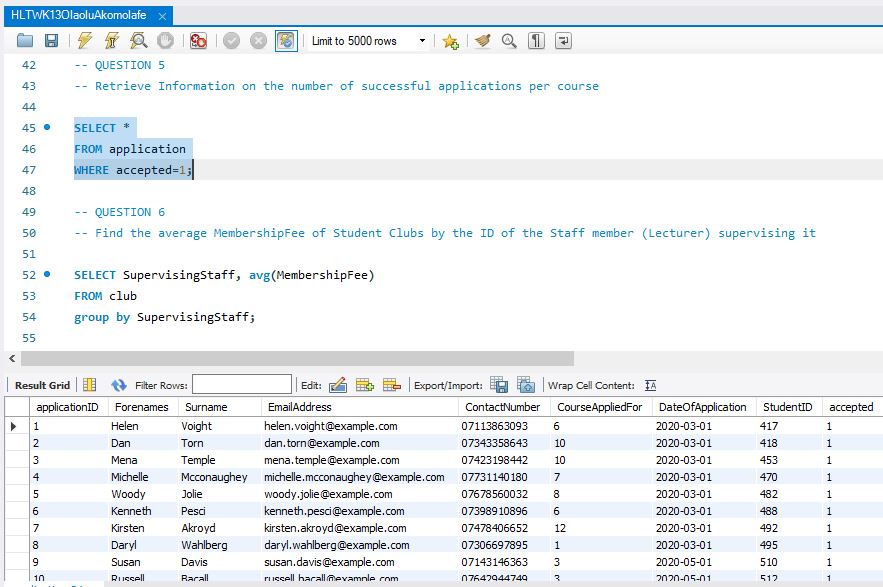 HLTWK13OlaoluAkomolafe ×
Limit to 5000 rows
42 -- QUESTION 5
43 -- Retrieve Information on the number of successful applications per course
44
45 SELECT *
46 FROM application
47 WHERE accepted=1;
48
49 -- QUESTION 6
50 -- Find the average MembershipFee of Student Clubs by the ID of the Staff member (Lecturer) supervising it
51
52 SELECT SupervisingStaff, avg(MembershipFee)
53 FROM club
54 group by SupervisingStaff;
55
Result Grid Filter Rows: Edit: Export/Import: Wrap Cell Content:
applicationID Forenames Surname EmailAddress ContactNumber CourseAppliedFor DateOfApplication StudentID accepted
1 Helen Voight helen.voight@example.com 07113863093 6 2020-03-01 417 1
2 Dan Torn dan.torn@example.com 07343358643 10 2020-03-01 418 1
3 Mena Temple mena.temple@example.com 07423198442 10 2020-03-01 453 1
4 Michelle Mcconaughey michelle.mcconaughey@example.com 07731140180 7 2020-03-01 470 1
5 Woody Jolie woody.jolie@example.com 07678560032 8 2020-03-01 482 1
6 Kenneth Pesci kenneth.pesci@example.com 07398910896 6 2020-03-01 488 1
7 Kirsten Akroyd kirsten.akroyd@example.com 07478406652 12 2020-03-01 492 1
8 Daryl Wahlberg daryl.wahlberg@example.com 07306697895 1 2020-03-01 495 1
9 Susan Davis susan.davis@example.com 07143146363 3 2020-05-01 510 1
10 Russell Bacall russell.bacall@example.com 07642944749 3 2020-05-01 512 1